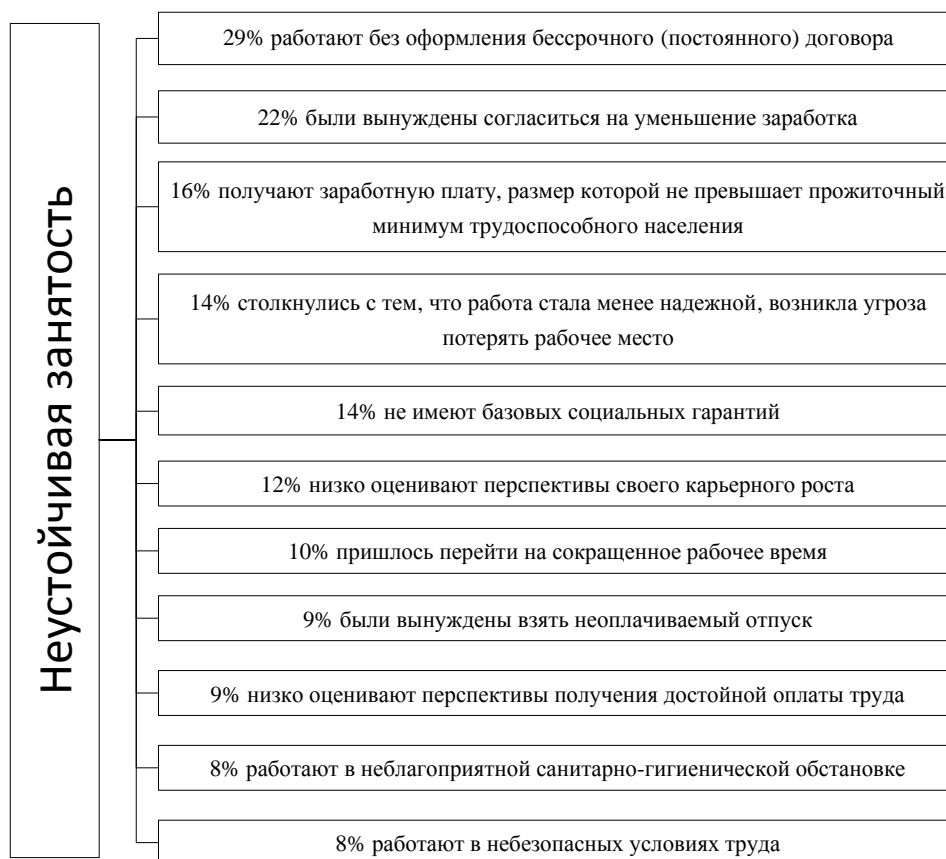 Неустойчивая занятость
29% работают без оформления бессрочного (постоянного) договора
22% были вынуждены согласиться на уменьшение заработка
16% получают заработную плату, размер которой не превышает прожиточный
минимум трудоспособного населения
14% столкнулись с тем, что работа стала менее надежной, возникла угроза
потерять рабочее место
14% не имеют базовых социальных гарантий
12% низко оценивают перспективы своего карьерного роста
10% пришлось перейти на сокращенное рабочее время
9% были вынуждены взять неоплачиваемый отпуск
9% низко оценивают перспективы получения достойной оплаты труда
8% работают в неблагоприятной санитарно-гигиенической обстановке
8% работают в небезопасных условиях труда